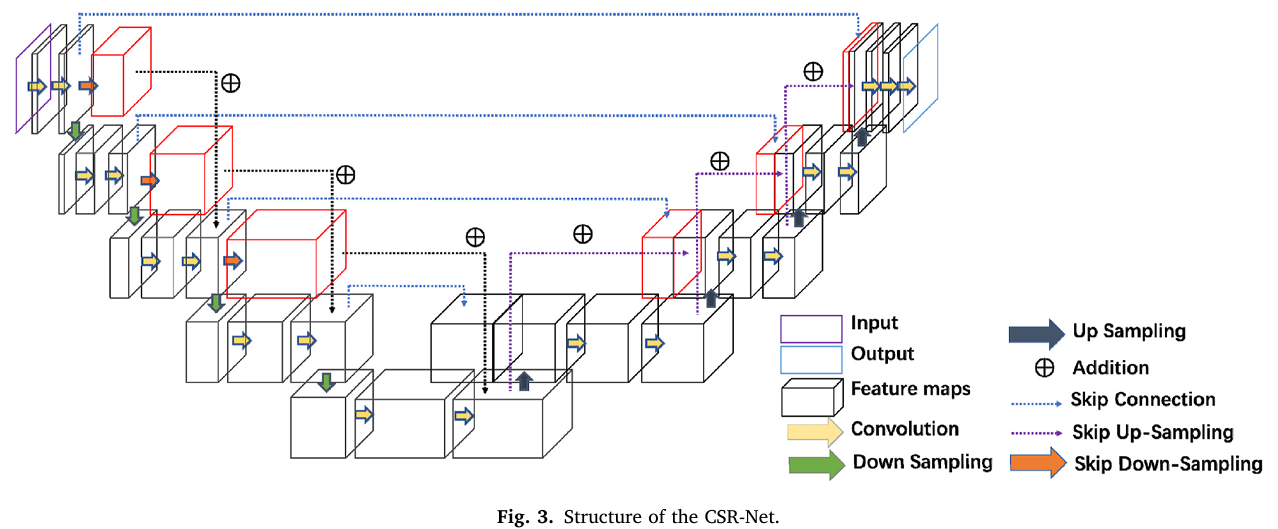 Input
Output
Feature maps
Convolution
Down Sampling
Up Sampling
Addition
Skip Connection
Skip Up-Sampling
Skip Down-Sampling
Fig. 3. Structure of the CSR-Net.